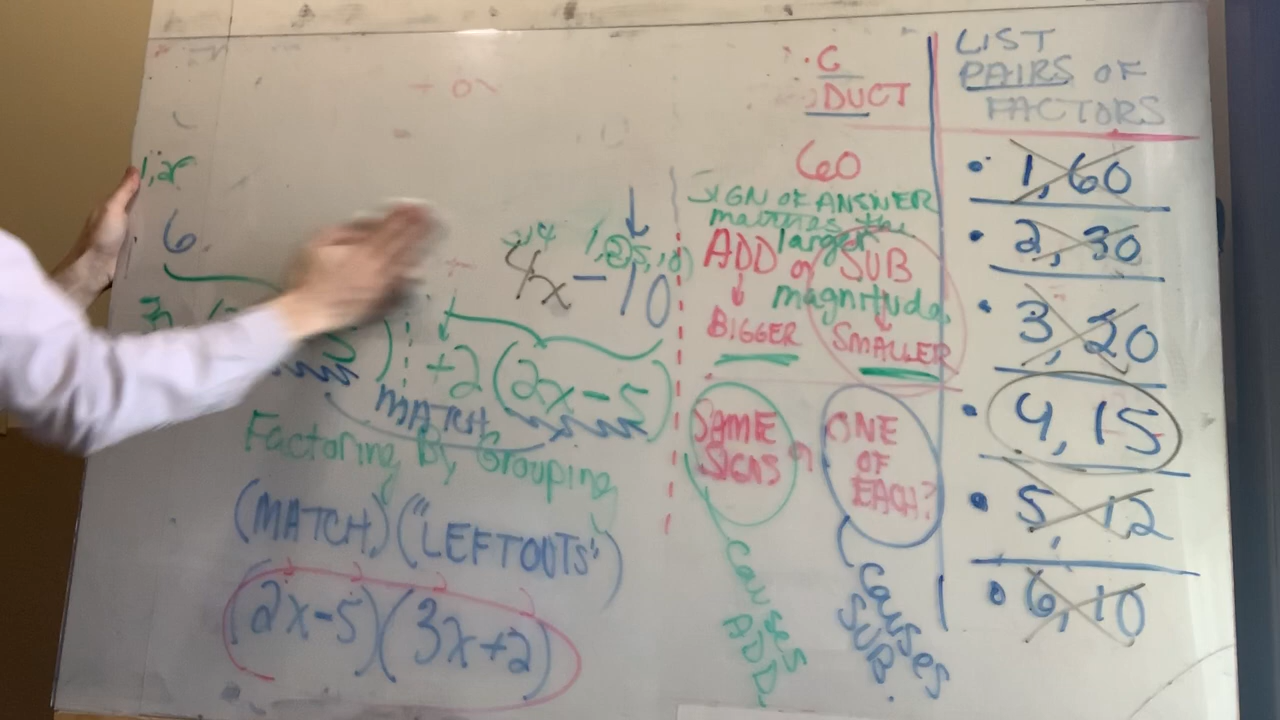 6
4x - 10
+2(2x-5)
MATCH
Factoring By Grouping
(MATCH)("LEFTOUTS")
(2x-5)(3x+2)
C
DUCT
60
SIGN OF ANSWER
matches the
larger
magnitude
ADD or SUB
BIGGER SMALLER
SAME SIGNS or ONE OF EACH?
causes ADD
causes SUB.
LIST
PAIRS OF
FACTORS
• 1, 60
• 2, 30
• 3, 20
• 4, 15
• 5, 12
• 6, 10